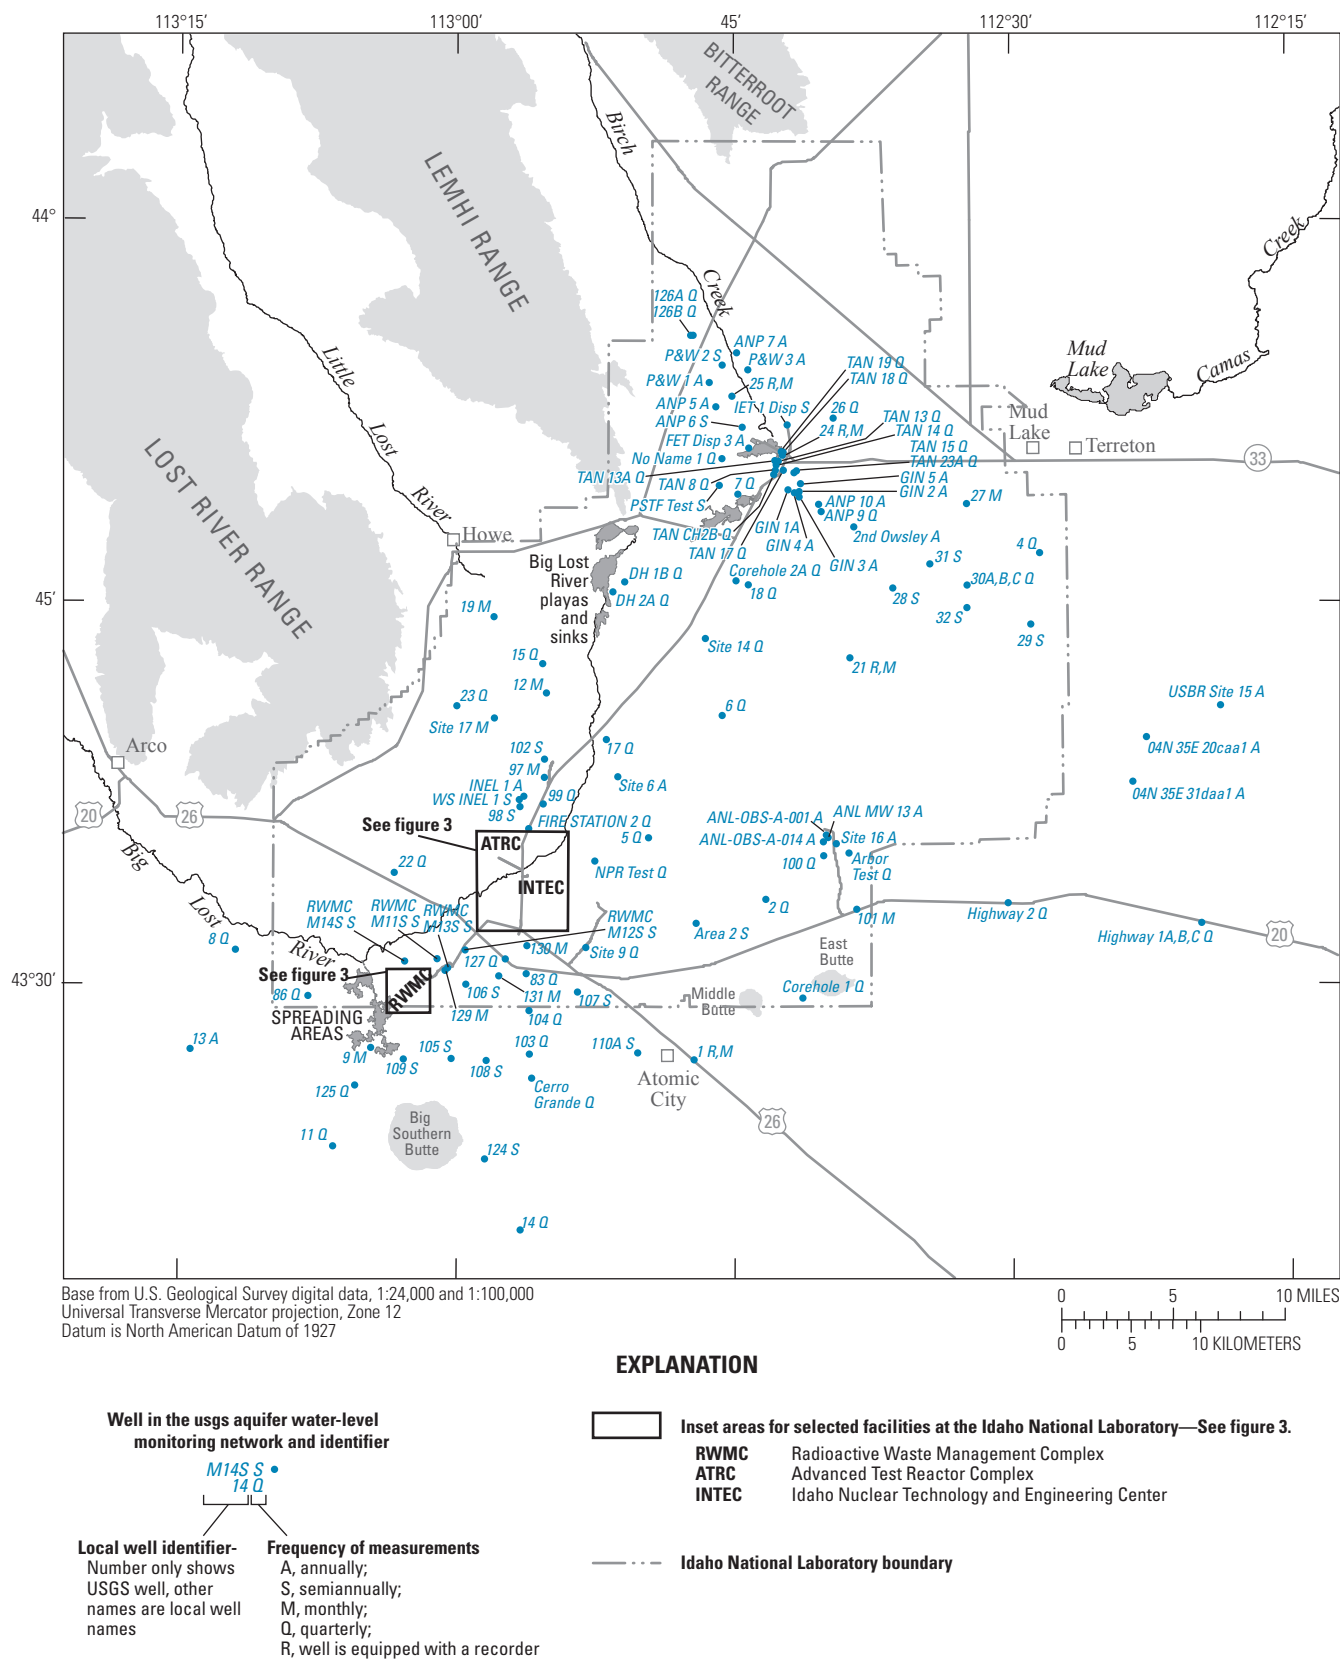 113°15′
113°00′
45′
112°30′
112°15′
BITTERROOT
RANGE
Birch
Creek
LEMHI RANGE
44°
Creek
Camas
126A Q
126B Q
ANP 7 A
P&W 2 S
P&W 3 A
P&W 1 A
25 R,M
TAN 19 Q
TAN 18 Q
Mud
Lake
Little
Lost
River
ANP 5 A
IET 1 Disp S
26 Q
ANP 6 S
TAN 13 Q
24 R,M
TAN 14 Q
Mud
Lake
Terreton
FET Disp 3 A
TAN 15 Q
No Name 1 Q
TAN 23A Q
33
TAN 13A Q
TAN 8 Q
7 Q
GIN 5 A
GIN 2 A
PSTF Test S
ANP 10 A
27 M
ANP 9 Q
LOST RIVER RANGE
Howe
TAN CH2B Q
GIN 1A
2nd Owsley A
GIN 4 A
TAN 17 Q
GIN 3 A
31 S
4 Q
Big Lost
River
playas
and
sinks
DH 1B Q
DH 2A Q
Corehole 2A Q
18 Q
30A,B,C Q
28 S
45′
19 M
32 S
29 S
Site 14 Q
15 Q
21 R,M
12 M
23 Q
Site 17 M
6 Q
USBR Site 15 A
04N 35E 20caa1 A
Arco
102 S
17 Q
97 M
INEL 1 A
Site 6 A
WS INEL 1 S
99 Q
04N 35E 31daa1 A
98 S
20
26
See figure 3
FIRE STATION 2 Q
5 Q
ANL-OBS-A-001 A
ANL MW 13 A
ANL-OBS-A-014 A
Site 16 A
ATRC
Big
Lost
River
22 Q
NPR Test Q
100 Q
Arbor
Test Q
INTEC
RWMC
M14S S
RWMC
M11S S
RWMC
M13S S
RWMC
M12S S
2 Q
101 M
Highway 2 Q
Area 2 S
Highway 1A,B,C Q
20
8 Q
130 M
Site 9 Q
East
Butte
127 Q
43°30′
See figure 3
RWMC
83 Q
86 Q
106 S
131 M
107 S
Middle
Butte
Corehole 1 Q
SPREADING
AREAS
129 M
104 Q
13 A
9 M
105 S
103 Q
110A S
1 R,M
109 S
108 S
Atomic
City
125 Q
Cerro
Grande Q
26
Big
Southern
Butte
11 Q
124 S
14 Q
Base from U.S. Geological Survey digital data, 1:24,000 and 1:100,000
Universal Transverse Mercator projection, Zone 12
Datum is North American Datum of 1927
0 5 10 MILES
0 5 10 KILOMETERS
EXPLANATION
Well in the usgs aquifer water-level
monitoring network and identifier
M14S S
14 Q
Local well identifier-
Number only shows
USGS well, other
names are local well
names
Frequency of measurements
A, annually;
S, semiannually;
M, monthly;
Q, quarterly;
R, well is equipped with a recorder
Inset areas for selected facilities at the Idaho National Laboratory—See figure 3.
RWMC Radioactive Waste Management Complex
ATRC Advanced Test Reactor Complex
INTEC Idaho Nuclear Technology and Engineering Center
Idaho National Laboratory boundary